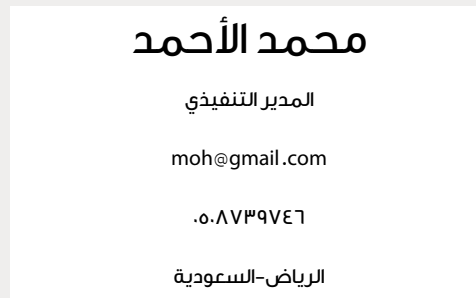 محمد الأحمد
المدير التنفيذي
moh@gmail.com
٠٥٠٨٧٣٩٧٤٦
الرياض-السعودية